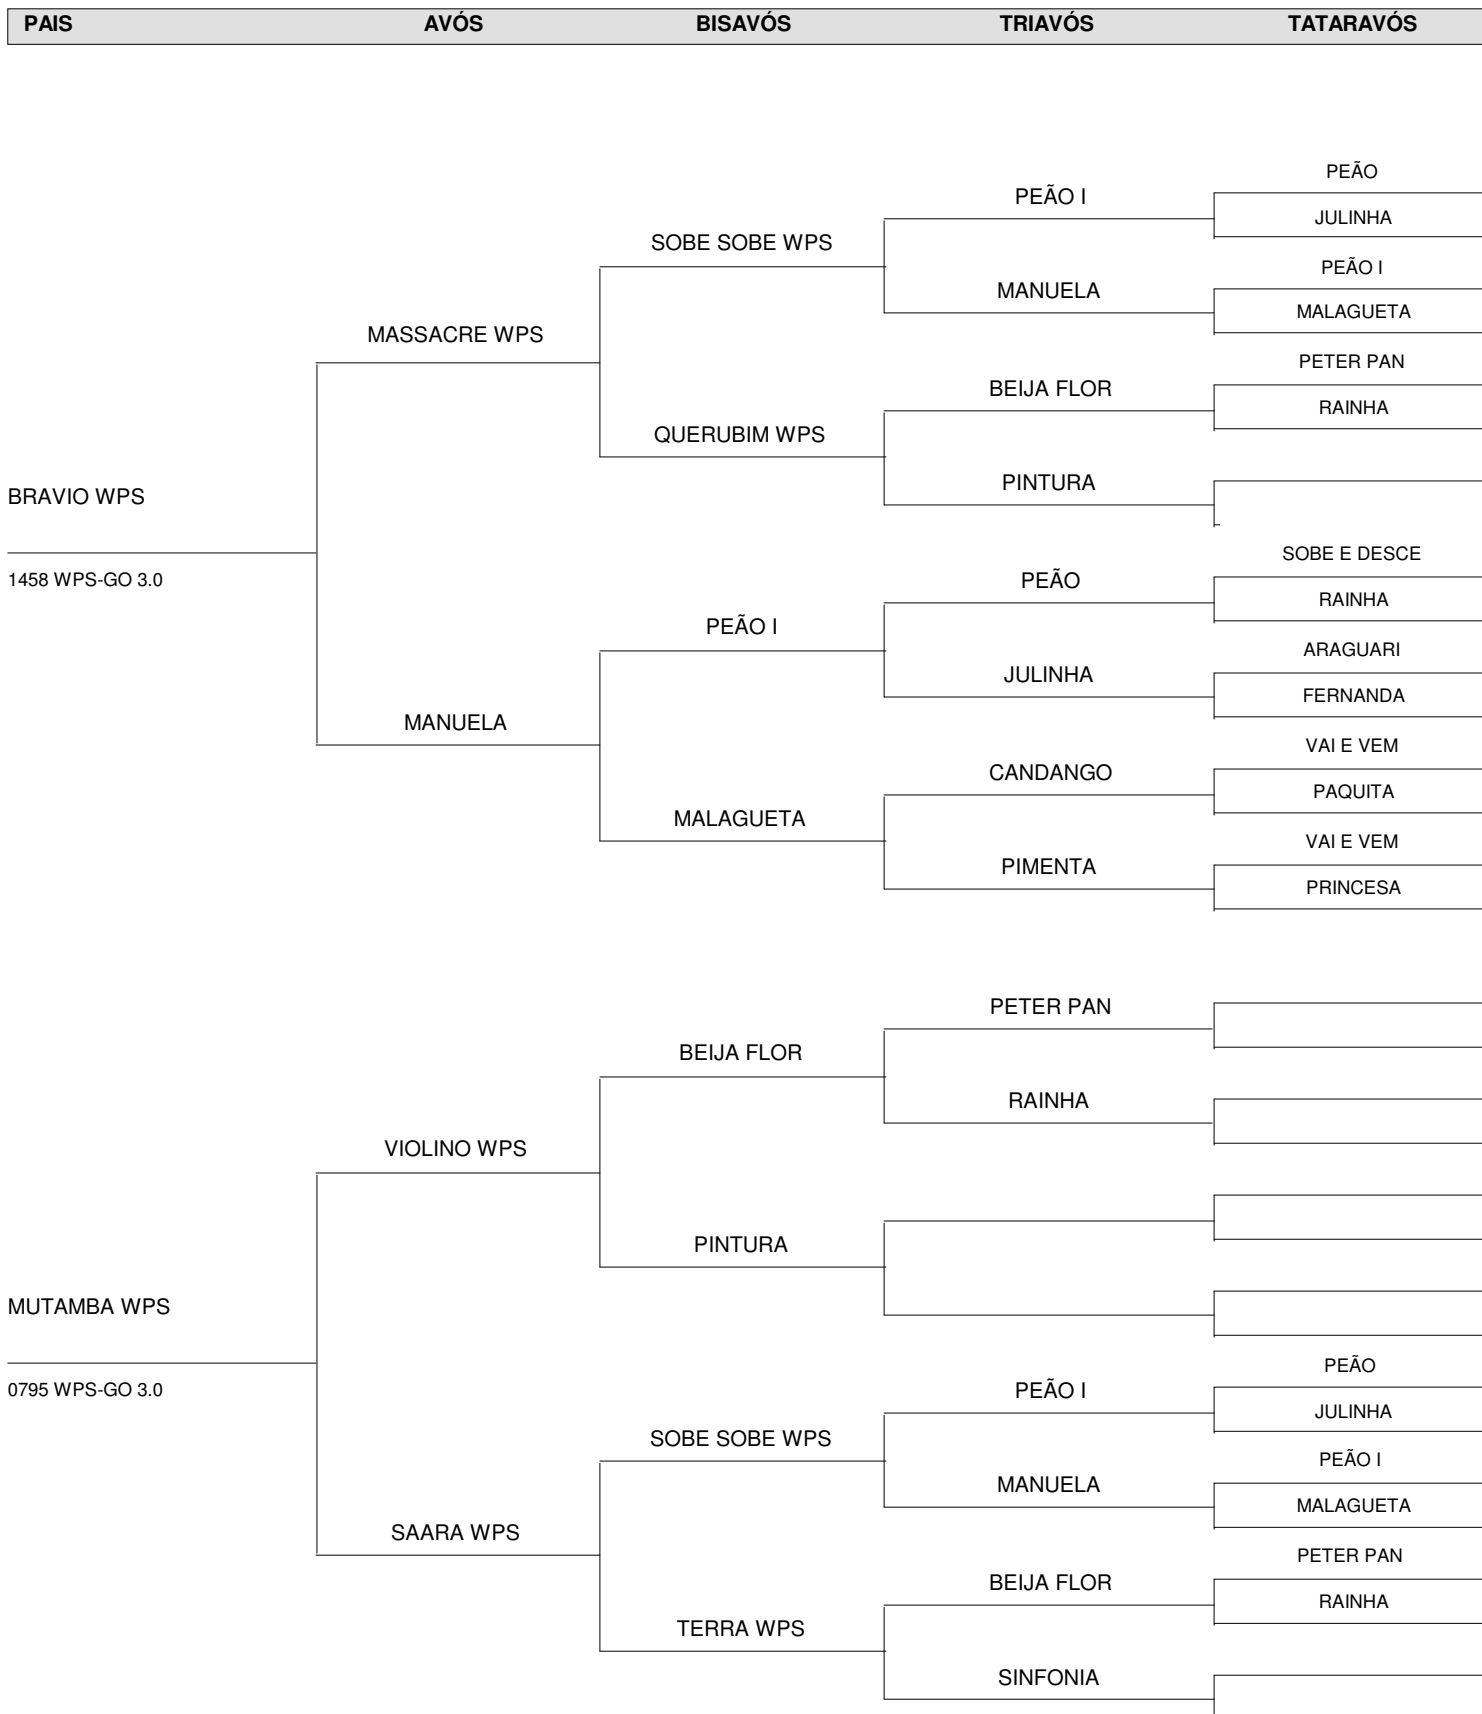 PAIS AVÓS BISAVÓS TRIAVÓS TATARAVÓS
PEÃO
PEÃO I
JULINHA
SOBE SOBE WPS
PEÃO I
MANUELA
MALAGUETA
MASSACRE WPS
PETER PAN
BEIJA FLOR
RAINHA
QUERUBIM WPS
PINTURA
BRAVIO WPS
SOBE E DESCE
1458 WPS-GO 3.0
PEÃO
RAINHA
PEÃO I
ARAGUARI
JULINHA
FERNANDA
MANUELA
VAI E VEM
CANDANGO
PAQUITA
MALAGUETA
VAI E VEM
PIMENTA
PRINCESA
PETER PAN
BEIJA FLOR
RAINHA
VIOLINO WPS
PINTURA
MUTAMBA WPS
PEÃO
0795 WPS-GO 3.0
PEÃO I
JULINHA
SOBE SOBE WPS
PEÃO I
MANUELA
MALAGUETA
SAARA WPS
PETER PAN
BEIJA FLOR
RAINHA
TERRA WPS
SINFONIA